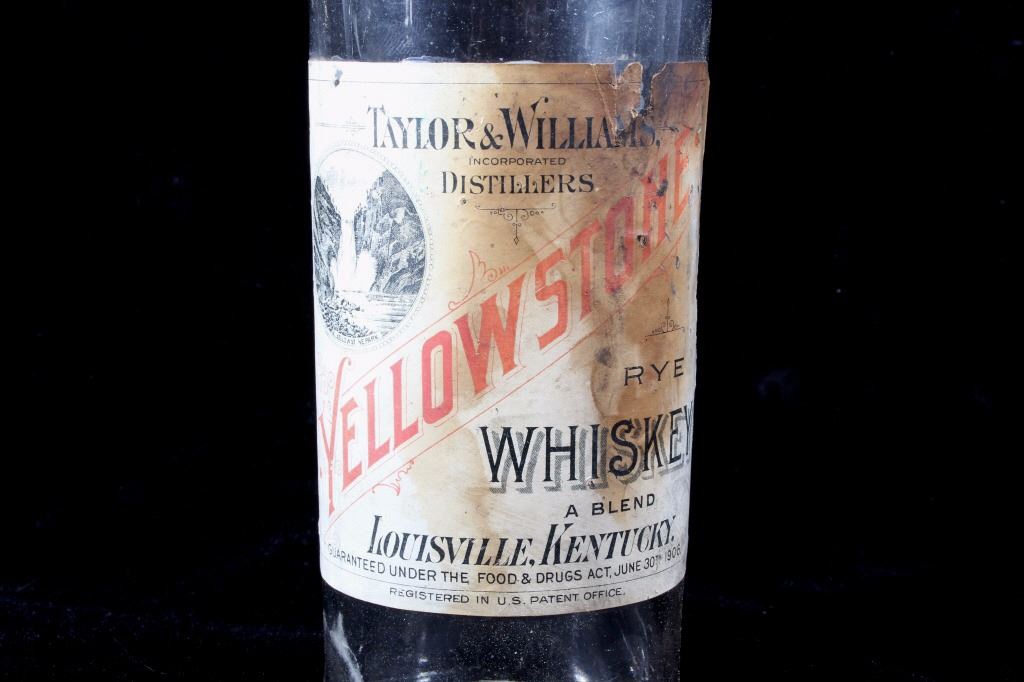 TAYLOR & WILLIAMS,
INCORPORATED
DISTILLERS
YELLOWSTONE
RYE
WHISKEY
A BLEND
LOUISVILLE, KENTUCKY.
GUARANTEED UNDER THE FOOD & DRUGS ACT, JUNE 30TH 1906.
REGISTERED IN U.S. PATENT OFFICE.